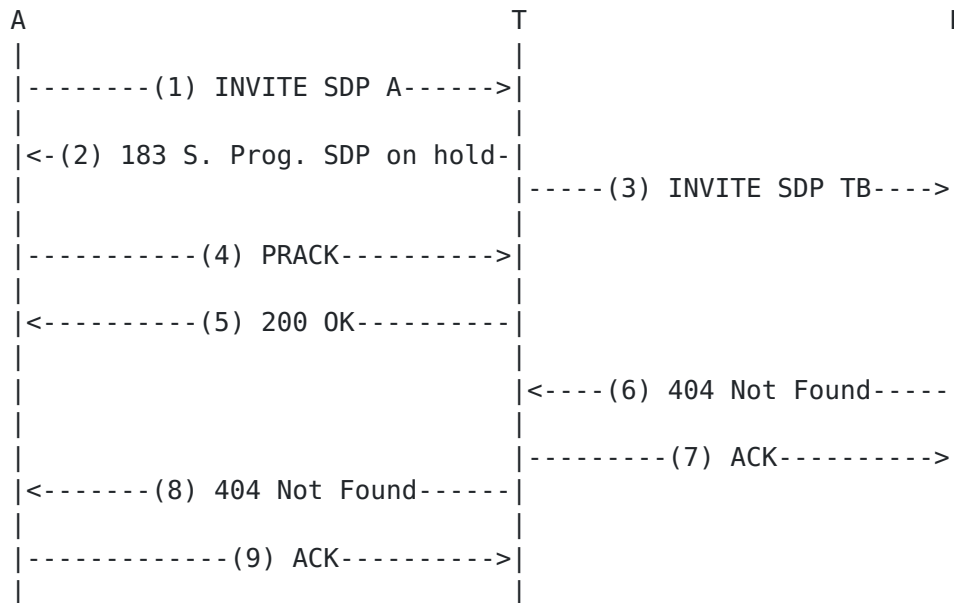 A T
| |
|--------(1) INVITE SDP A------>|
| |
|<-(2) 183 S. Prog. SDP on hold-|
| |-----(3) INVITE SDP TB---->
| |
|-----------(4) PRACK---------->|
| |
|<----------(5) 200 OK----------|
| |
| |<----(6) 404 Not Found-----
| |
| |---------(7) ACK---------->
|<-------(8) 404 Not Found------|
| |
|-------------(9) ACK---------->|
| |